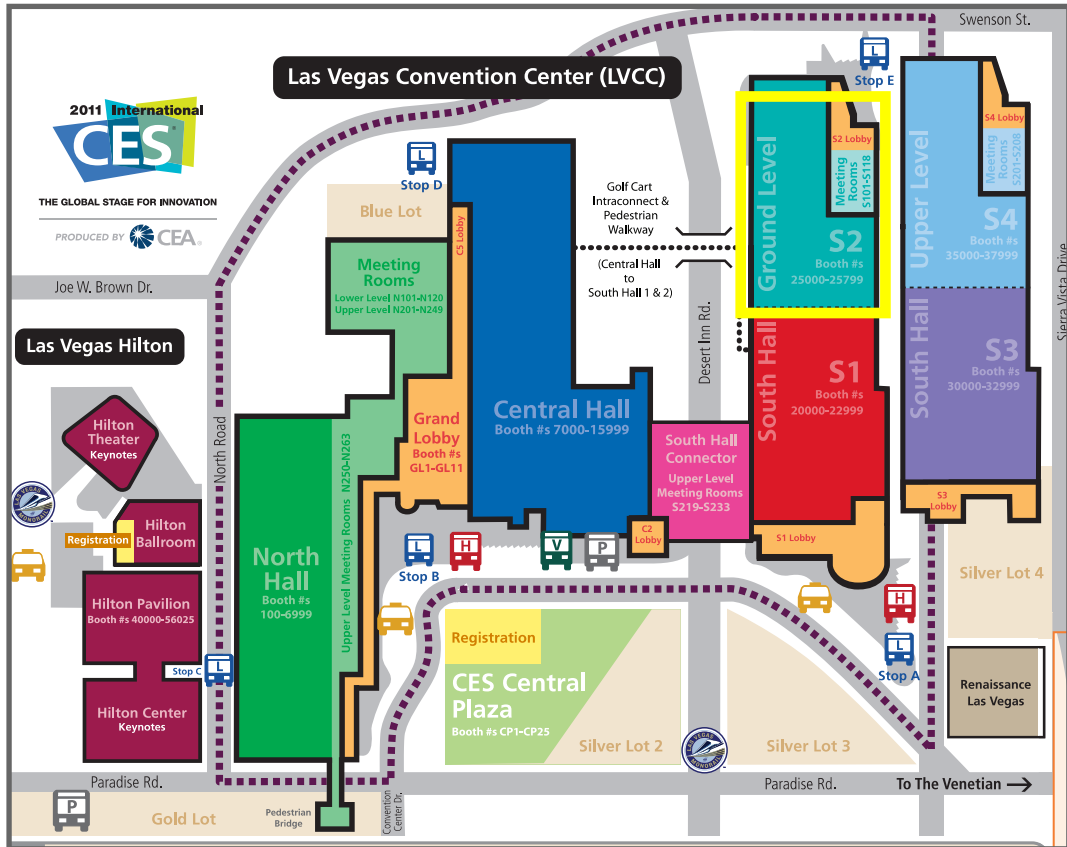 Swenson St.
Las Vegas Convention Center (LVCC)
L
Stop E
2011 International
CES
THE GLOBAL STAGE FOR INNOVATION
PRODUCED BY CEA
L
Stop D
Blue Lot
C5 Lobby
Golf Cart
Intraconnect &
Pedestrian
Walkway
(Central Hall
to
South Hall 1 & 2)
Desert Inn Rd.
Ground Level
S2 Lobby
Meeting
Rooms
S101-S118
S2
Booth #s
25000-25799
Upper Level
S4 Lobby
Meeting
Rooms
S201-S208
S4
Booth #s
35000-37999
Sierra Vista Drive
Joe W. Brown Dr.
Meeting
Rooms
Lower Level N101-N120
Upper Level N201-N249
Las Vegas Hilton
Hilton
Theater
Keynotes
LAS VEGAS
MONORAIL
Registration
Hilton
Ballroom
Hilton Pavilion
Booth #s 40000-56025
Stop C
L
Hilton Center
Keynotes
North Road
North
Hall
Booth #s
100-6999
Upper Level Meeting Rooms N250-N263
Grand
Lobby
Booth #s
GL1-GL11
Central Hall
Booth #s 7000-15999
South Hall
Connector
Upper Level
Meeting Rooms
S219-S233
South Hall
S1
Booth #s
20000-22999
South Hall
S3
Booth #s
30000-32999
L
Stop B
H
V
P
C2
Lobby
S1 Lobby
S3
Lobby
Silver Lot 4
H
L
Stop A
Renaissance
Las Vegas
Registration
CES Central
Plaza
Booth #s CP1-CP25
Silver Lot 2
LAS VEGAS
MONORAIL
Silver Lot 3
Paradise Rd.
Paradise Rd.
To The Venetian
P
Gold Lot
Pedestrian
Bridge
Convention
Center Dr.